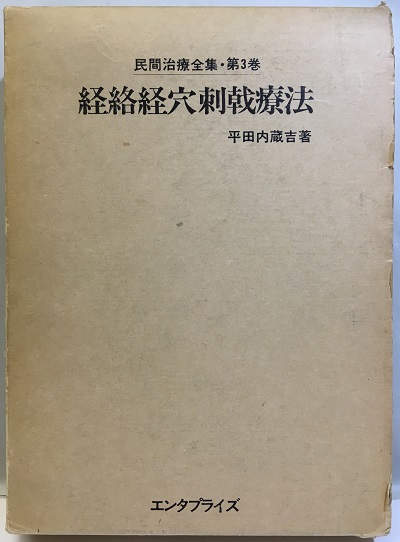 民間治療全集・第3巻
経絡経穴刺戟療法
平田内蔵吉著
エンタプライズ